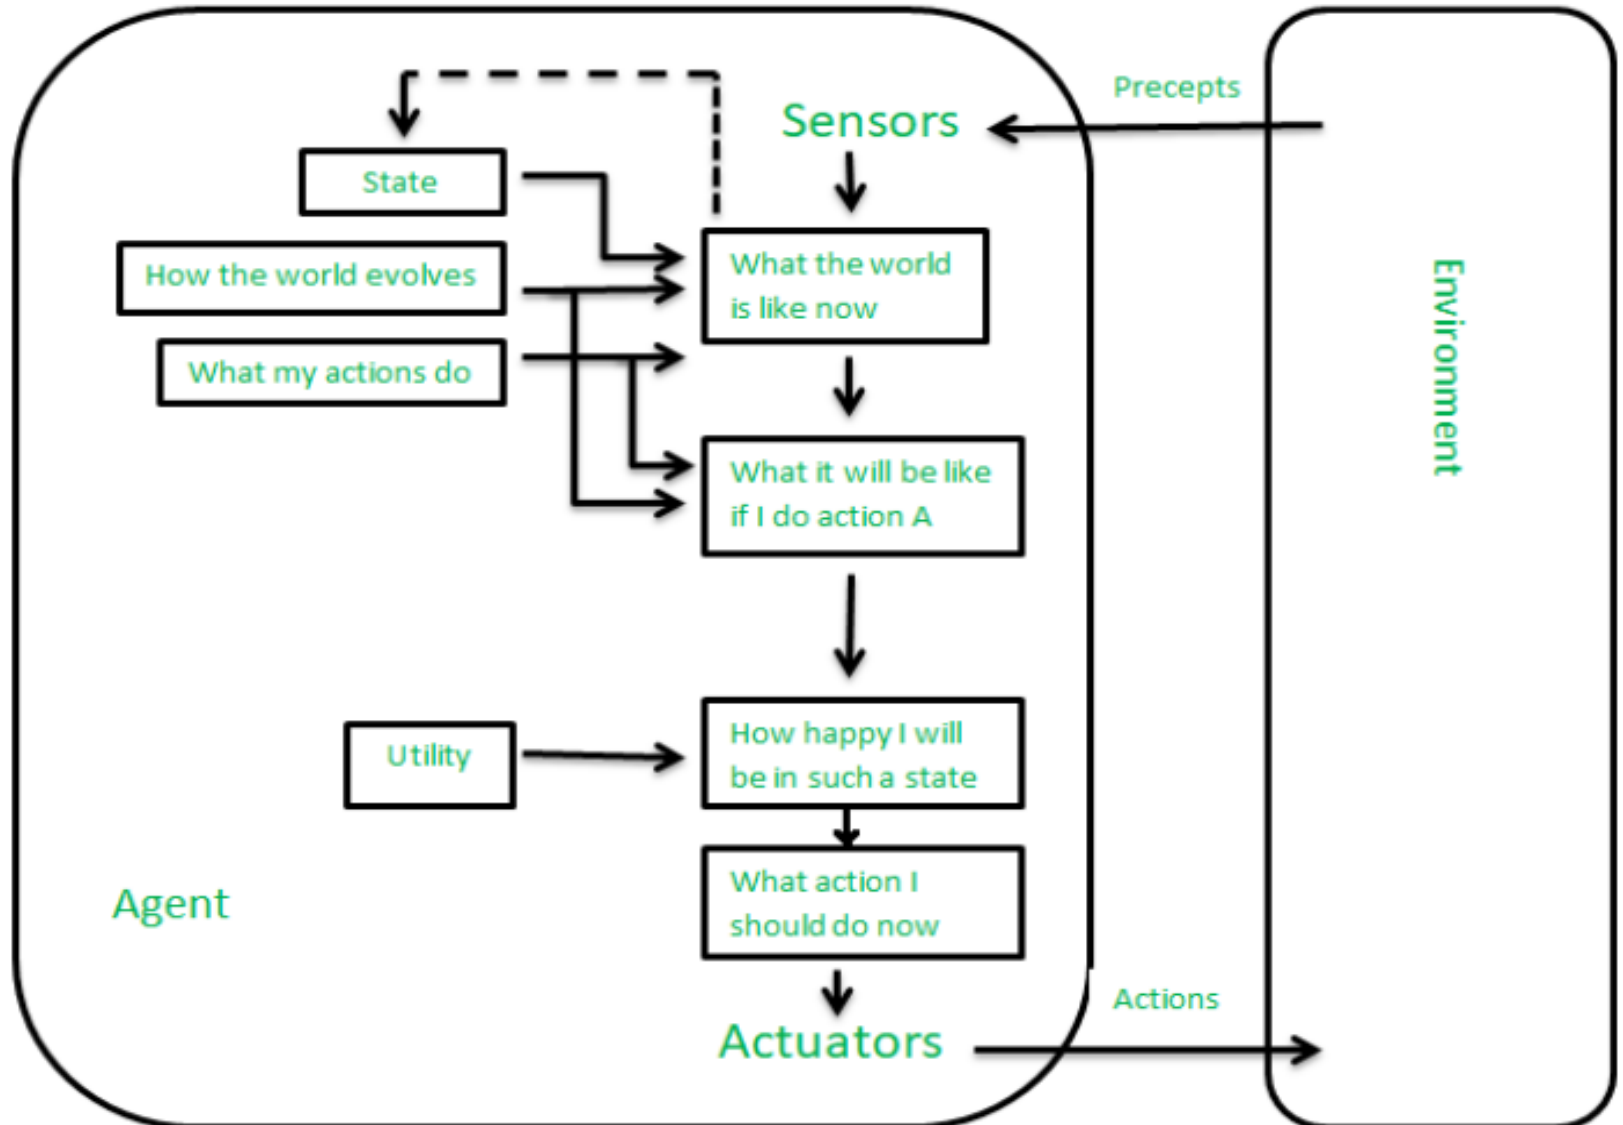 Precepts
Sensors
State
How the world evolves
What my actions do
What the world
is like now
What it will be like
if I do action A
Environment
Utility
How happy I will
be in such a state
What action I
should do now
Agent
Actions
Actuators